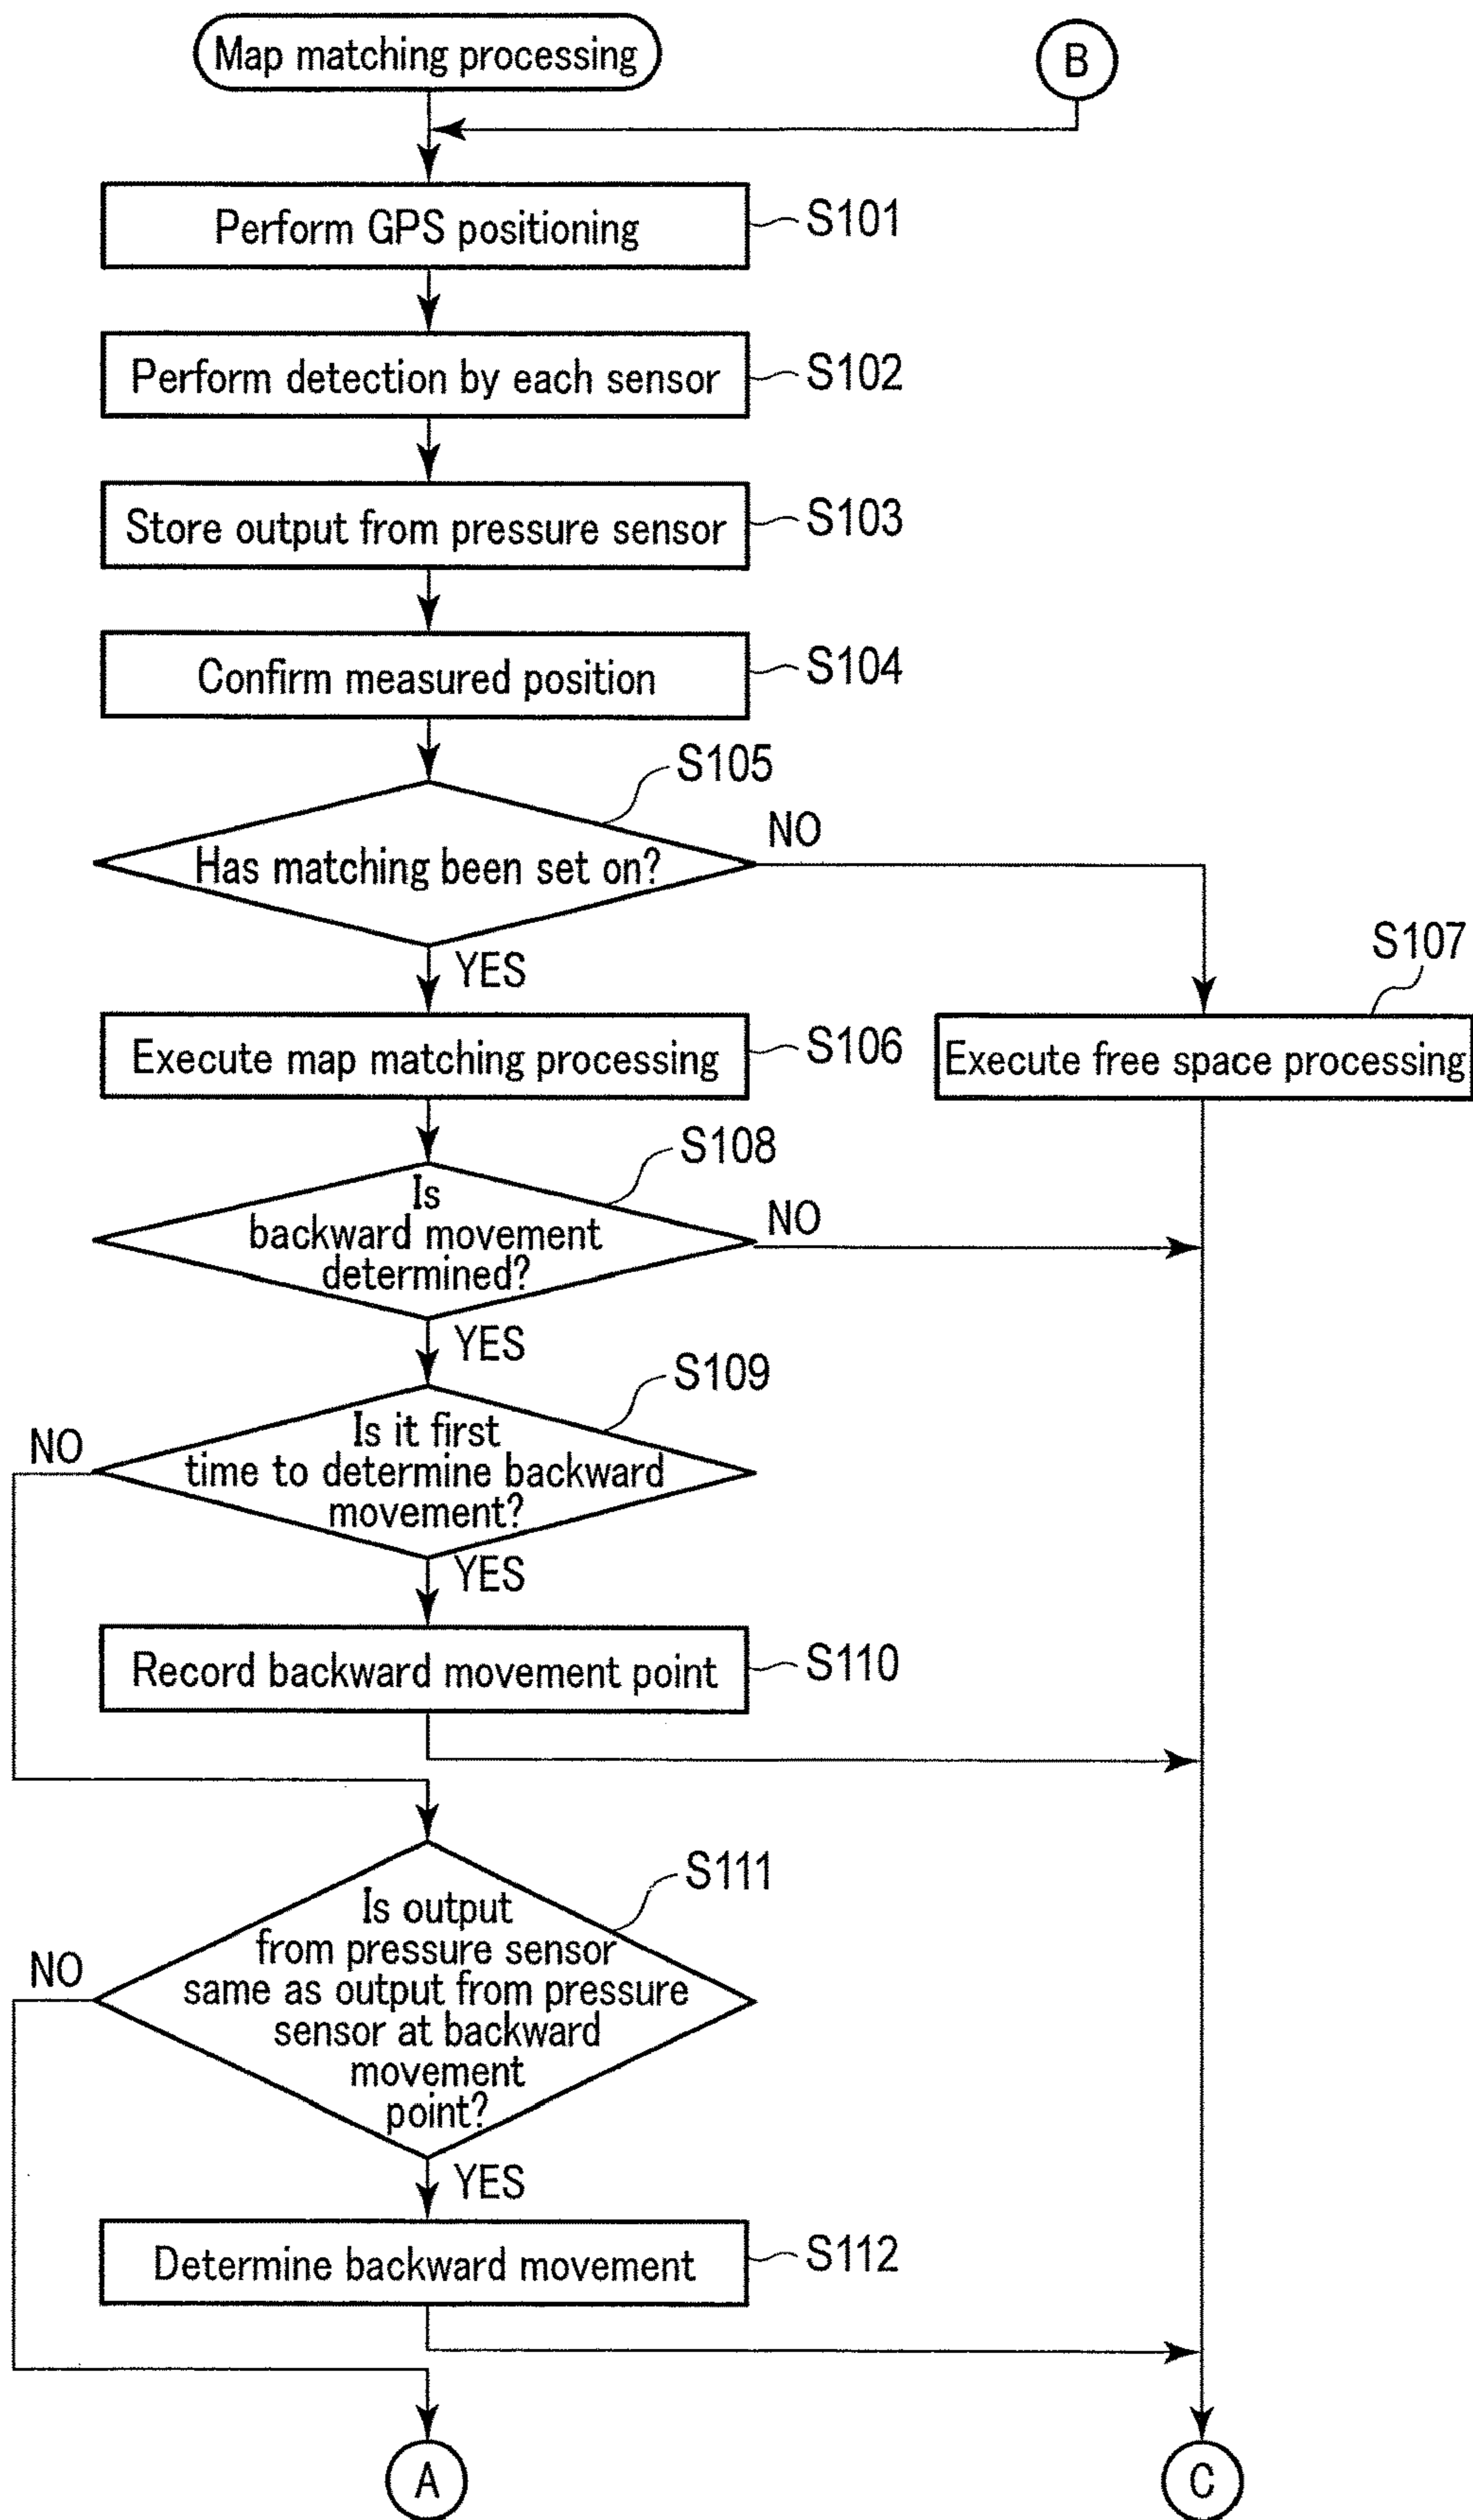 Map matching processing
B
Perform GPS positioning
S101
Perform detection by each sensor
S102
Store output from pressure sensor
S103
Confirm measured position
S104
S105
Has matching been set on?
NO
YES
S107
Execute map matching processing
S106
Execute free space processing
S108
Is
backward movement
determined?
NO
YES
S109
Is it first
time to determine backward
movement?
NO
YES
Record backward movement point
S110
S111
Is output
from pressure sensor
same as output from pressure
sensor at backward
movement
point?
NO
YES
Determine backward movement
S112
A
C